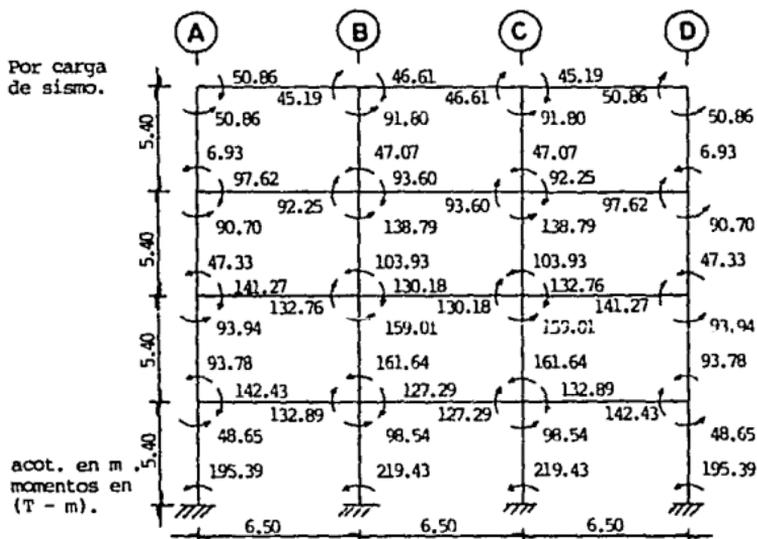 A B C D
Por carga
de sismo.
50.86 46.61 45.19
45.19 46.61 50.86
50.86 91.80 91.80 50.86
5.40
6.93 47.07 47.07 6.93
97.62 93.60 92.25
92.25 93.60 97.62
90.70 138.79 138.79 90.70
5.40
47.33 103.93 103.93 47.33
141.27 130.18 132.76
132.76 130.18 141.27
93.94 159.01 159.01 93.94
5.40
93.78 161.64 161.64 93.78
142.43 127.29 132.89
132.89 127.29 142.43
48.65 98.54 98.54 48.65
5.40
195.39 219.43 219.43 195.39
acot. en m .
momentos en
(T - m).
6.50 6.50 6.50